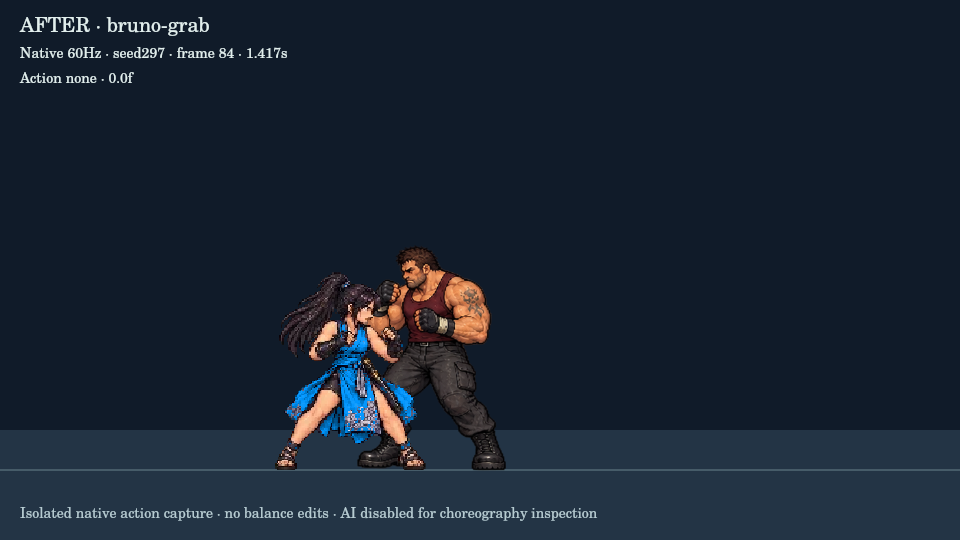 AFTER · bruno-grab
Native 60Hz · seed297 · frame 84 · 1.417s
Action none · 0.0f
Isolated native action capture · no balance edits · AI disabled for choreography inspection